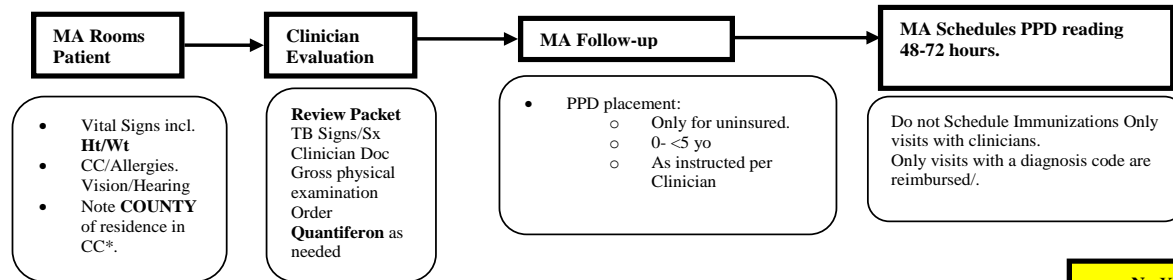 MA Rooms
Patient
Clinician
Evaluation
MA Follow-up
MA Schedules PPD reading
48-72 hours.
• Vital Signs incl.
Ht/Wt
• CC/Allergies.
Vision/Hearing
• Note COUNTY
of residence in
CC*.
Review Packet
TB Signs/Sx
Clinician Doc
Gross physical
examination
Order
Quantiferon as
needed
• PPD placement:
o Only for uninsured.
o 0- <5 yo
o As instructed per
Clinician
Do not Schedule Immunizations Only
visits with clinicians.
Only visits with a diagnosis code are
reimbursed/.